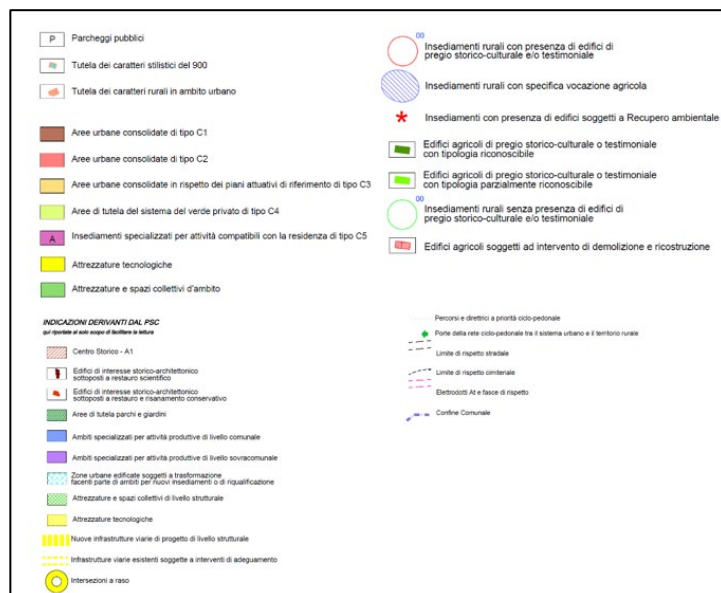 P Parcheggi pubblici
Tutela dei caratteri stilistici del 900
Tutela dei caratteri rurali in ambito urbano
Aree urbane consolidate di tipo C1
Aree urbane consolidate di tipo C2
Aree urbane consolidate in rispetto dei piani attuativi di riferimento di tipo C3
Aree di tutela del sistema del verde privato di tipo C4
A Insediamenti specializzati per attività compatibili con la residenza di tipo C5
Attrezzature tecnologiche
Attrezzature e spazi collettivi d'ambito
00
Insediamenti rurali con presenza di edifici di
pregio storico-culturale e/o testimoniale
Insediamenti rurali con specifica vocazione agricola
* Insediamenti con presenza di edifici soggetti a Recupero ambientale
Edifici agricoli di pregio storico-culturale o testimoniale
con tipologia riconoscibile
Edifici agricoli di pregio storico-culturale o testimoniale
con tipologia parzialmente riconoscibile
00
Insediamenti rurali senza presenza di edifici di
pregio storico-culturale e/o testimoniale
Edifici agricoli soggetti ad intervento di demolizione e ricostruzione
INDICAZIONI DERIVANTI DAL PSC
qui riportate al solo scopo di facilitare la lettura
Centro Storico - A1
Edifici di interesse storico-architettonico
sottoposti a restauro scientifico
Edifici di interesse storico-architettonico
sottoposti a restauro e risanamento conservativo
Aree di tutela parchi e giardini
Ambiti specializzati per attività produttive di livello comunale
Ambiti specializzati per attività produttive di livello sovracomunale
Zone urbane edificate soggetti a trasformazione
facenti parte di ambiti per nuovi insediamenti o di riqualificazione
Attrezzature e spazi collettivi di livello strutturale
Attrezzature tecnologiche
Nuove infrastrutture viarie di progetto di livello strutturale
Infrastrutture viarie esistenti soggette a interventi di adeguamento
Intersezioni a raso
Percorsi e direttrici a priorità ciclo-pedonale
Porte della rete ciclo-pedonale tra il sistema urbano e il territorio rurale
Limite di rispetto stradale
Limite di rispetto cimiteriale
Elettrodotti At e fasce di rispetto
Confine Comunale